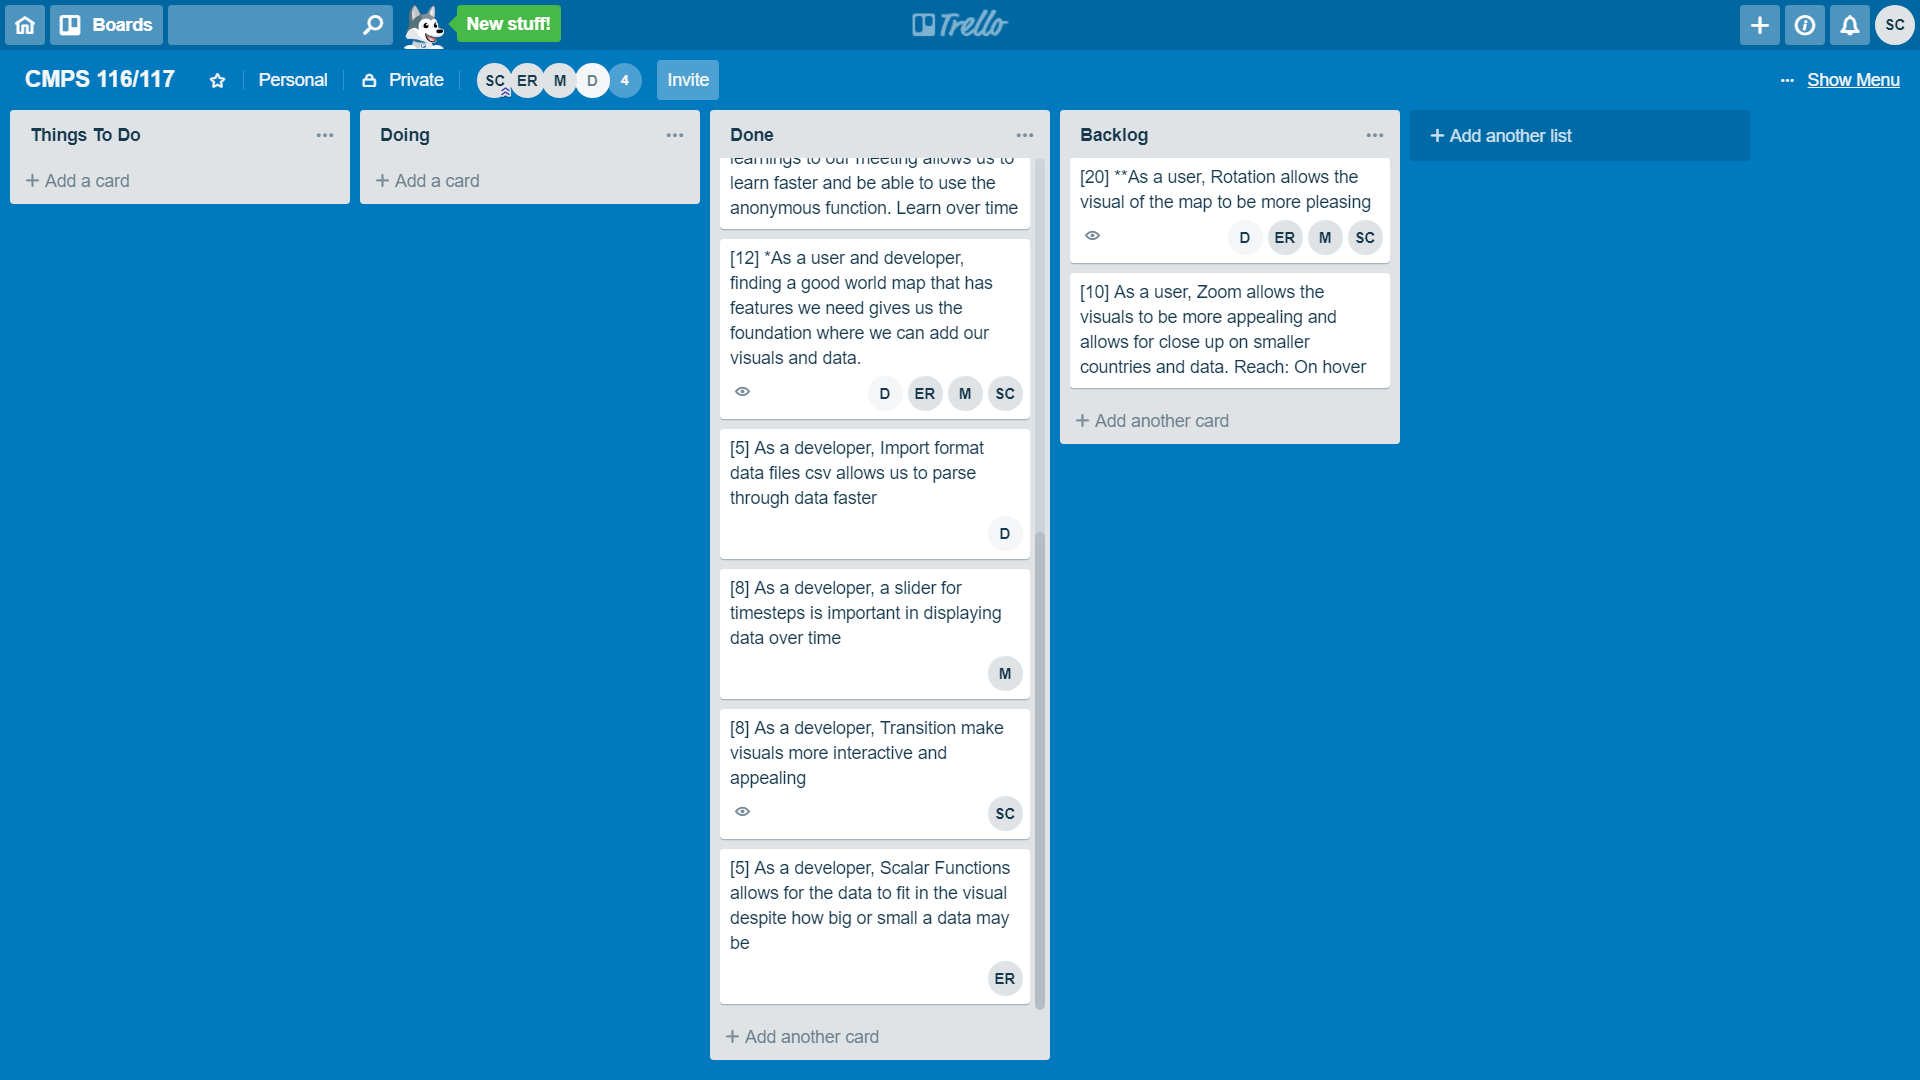 Boards
New stuff!
Trello
SC
CMPS 116/117
Personal
Private
SC ER M D 4
Invite
Show Menu
Things To Do
Add a card
Doing
Add a card
Done
learnings to our meeting allows us to
learn faster and be able to use the
anonymous function. Learn over time
[12] *As a user and developer,
finding a good world map that has
features we need gives us the
foundation where we can add our
visuals and data.
D ER M SC
[5] As a developer, Import format
data files csv allows us to parse
through data faster
D
[8] As a developer, a slider for
timesteps is important in displaying
data over time
M
[8] As a developer, Transition make
visuals more interactive and
appealing
SC
[5] As a developer, Scalar Functions
allows for the data to fit in the visual
despite how big or small a data may
be
ER
Add another card
Backlog
[20] **As a user, Rotation allows the
visual of the map to be more pleasing
D ER M SC
[10] As a user, Zoom allows the
visuals to be more appealing and
allows for close up on smaller
countries and data. Reach: On hover
Add another card
Add another list